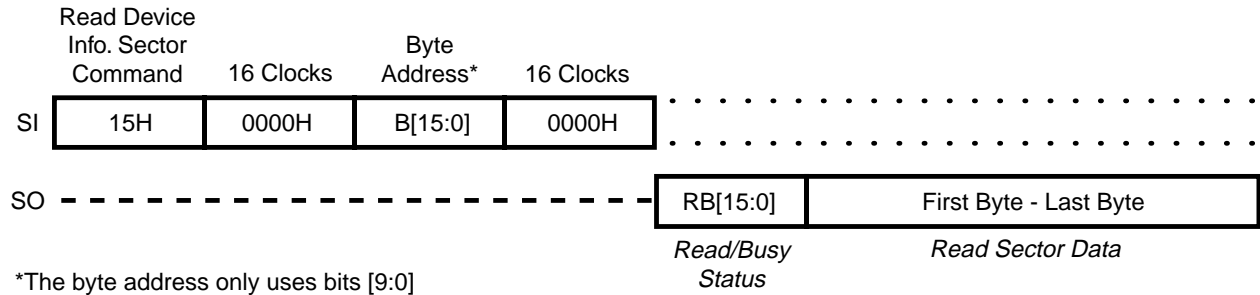 Read Device
Info. Sector
Command
16 Clocks
Byte
Address*
16 Clocks
SI
15H
0000H
B[15:0]
0000H
SO
RB[15:0]
First Byte - Last Byte
Read/Busy
Status
Read Sector Data
*The byte address only uses bits [9:0]